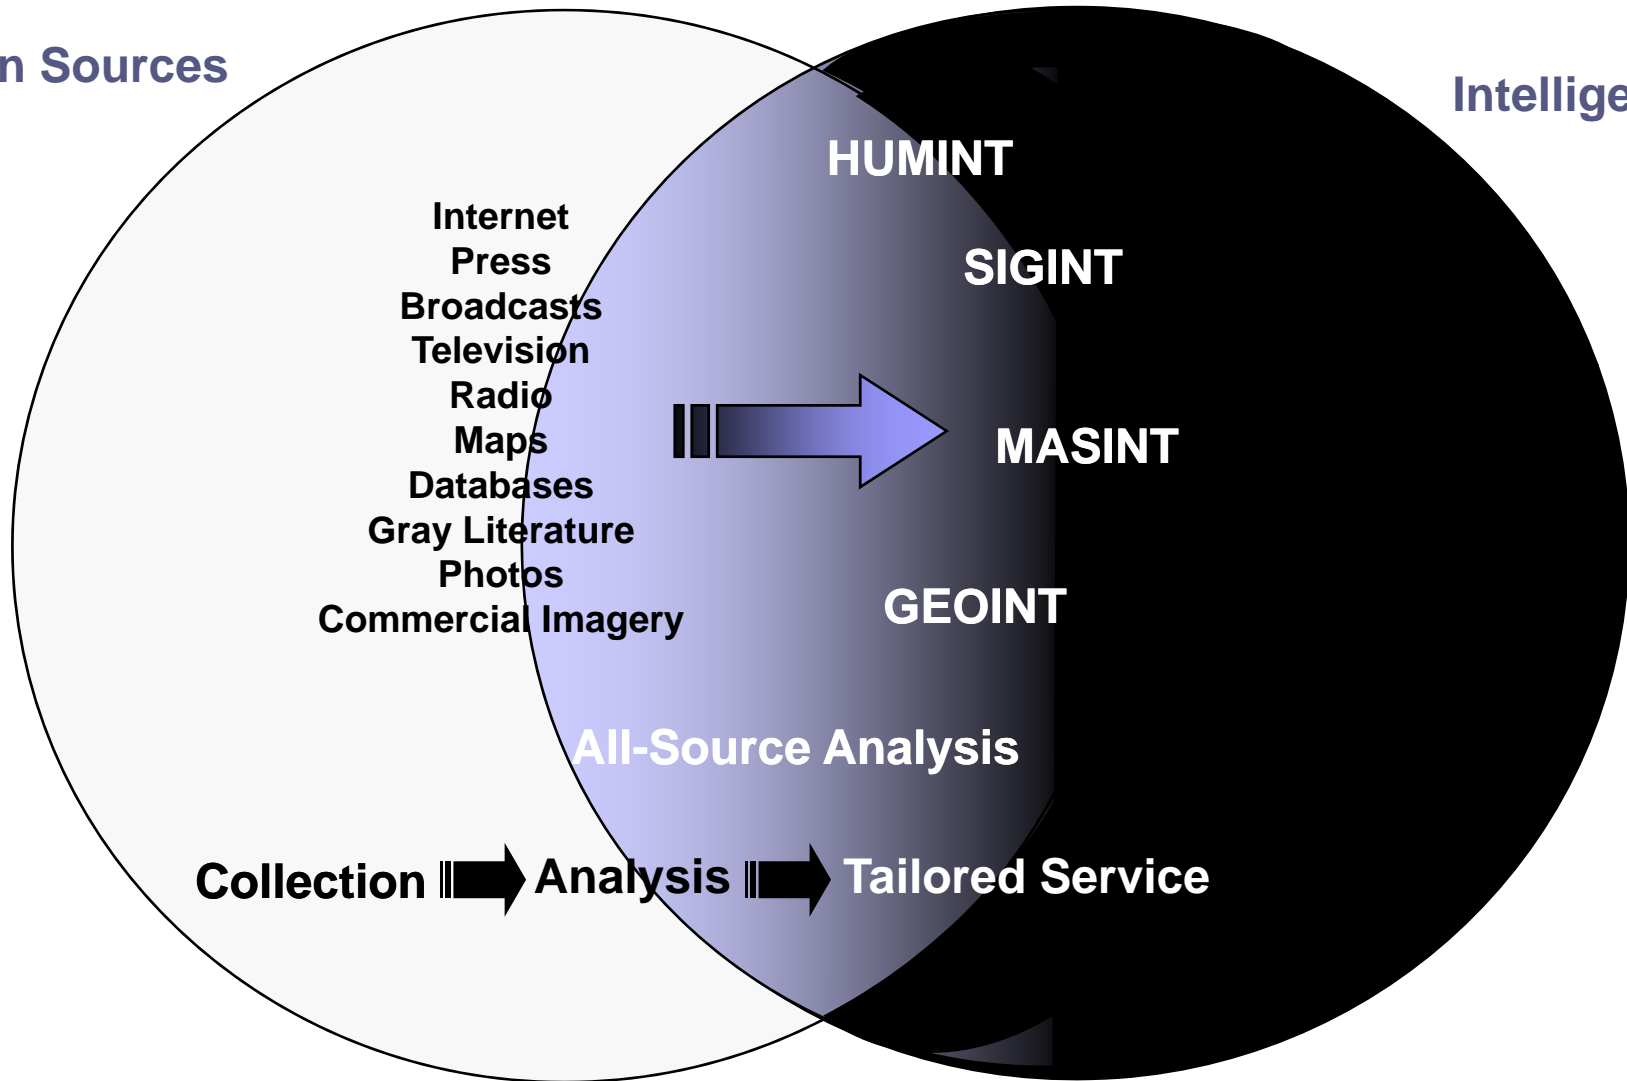 n Sources
Intellige
HUMINT
SIGINT
MASINT
GEOINT
Internet
Press
Broadcasts
Television
Radio
Maps
Databases
Gray Literature
Photos
Commercial Imagery
All-Source Analysis
Collection Analysis Tailored Service